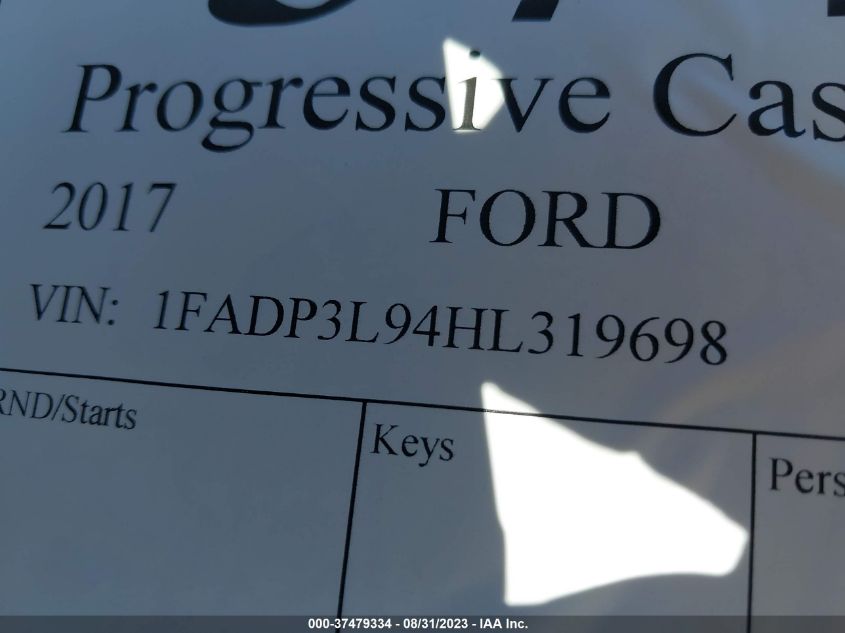 Progressive Cas
2017 FORD
VIN: 1FADP3L94HL319698
RND/Starts Keys Pers
000-37479334 - 08/31/2023 - IAA Inc.